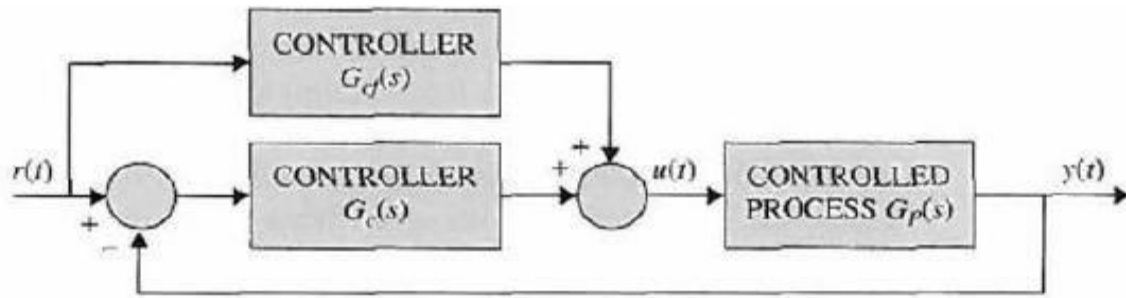 CONTROLLER
G_cf(s)
+
r(t)
+
−
CONTROLLER
G_c(s)
+
u(t)
CONTROLLED
PROCESS G_P(s)
y(t)